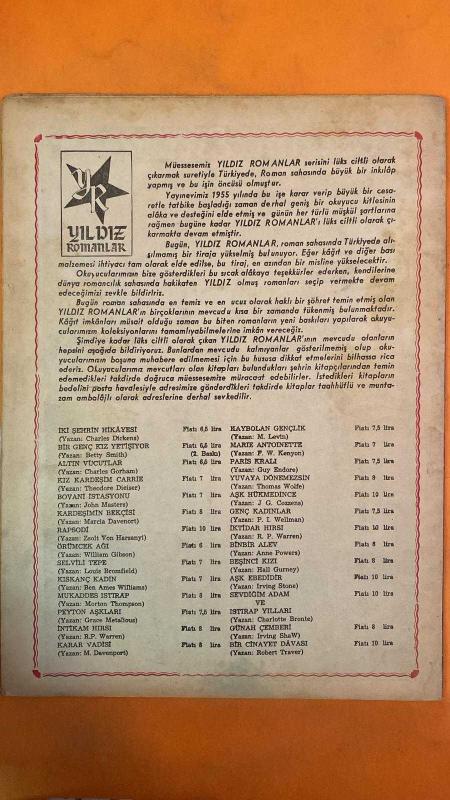 YR
YILDIZ
ROMANLAR
Müessesemiz YILDIZ ROMANLAR serisini lüks ciltli olarak
çıkarmak suretiyle Türkiyede, Roman sahasında büyük bir inkılâp
yapmış ve bu işin öncüsü olmuştur.
Yayınevimiz 1955 yılında bu işe karar verip büyük bir cesa-
retle tatbike başladığı zaman derhal geniş bir okuyucu kitlesinin
alâka ve desteğini elde etmiş ve günün her türlü müşkül şartlarına
rağmen bugüne kadar YILDIZ ROMANLAR'ı lüks ciltli olarak çı-
karmakta devam etmiştir.
Bugün, YILDIZ ROMANLAR, roman sahasında Türkiyede alı-
şılmamış bir tiraja yükselmiş bulunuyor. Eğer kâğıt ve diğer bası
malzemesi ihtiyacı tam olarak elde edilse, bu tiraj, en azından bir misline yükselecektir.
Okuyucularımızın bize gösterdikleri bu sıcak alâkaya teşekkürler ederken, kendilerine
dünya romancılık sahasında hakikaten YILDIZ olmuş romanları seçip vermekte devam
edeceğimizi zevkle bildiririz.
Bugün roman sahasında en temiz ve en ucuz olarak haklı bir şöhret temin etmiş olan
YILDIZ ROMANLAR'ın birçoklarının mevcudu kısa bir zamanda tükenmiş bulunmaktadır.
Kâğıt imkânları müsait olduğu zaman bu biten romanların yeni baskıları yapılarak okuyu-
cularımızın koleksiyonlarını tamamlıyabilmelerine imkân vereceğiz.
Şimdiye kadar lüks ciltli olarak çıkan YILDIZ ROMANLAR'ının mevcudu olanların
hepsini aşağıda bildiriyoruz. Bunlardan mevcudu kalmıyanlar gösterilmemiş olup oku-
yucularımızın boşuna muhabere edilmemesi için bu hususa dikkat etmelerini bilhassa rica
ederiz. Okuyucularıma mevcutları olan kitapları bulundukları şehrin kitapçılarından temin
edemedikleri takdirde doğruca müessesemize müracaat edebilirler. İstedikleri kitapların
bedelini posta havalesiyle adresimize gönderdikleri takdirde kitaplar taahhütlü ve munta-
zam ambalâjlı olarak adreslerine derhal sevkedilir.
İKİ ŞEHRİN HİKÂYESİ Fiatı 6,5 lira
(Yazan: Charles Dickens)
BİR GENÇ KIZ YETİŞİYOR Fiatı 6,5 lira
(Yazan: Betty Smith) (2. Baskı)
ALTIN VÜCUTLAR Fiatı 6,5 lira
(Yazan: Charles Gorham)
KIZ KARDEŞİM CARRİE Fiatı 7 lira
(Yazan: Theodore Dieiser)
BOVANİ İSTASYONU Fiatı 7 lira
(Yazan: John Masters)
KARDEŞİMİN BEKÇİSİ Fiatı 8 lira
(Yazan: Marcia Davenort)
RAPSODİ Fiatı 10 lira
(Yazan: Zsolt Von Harsanyi)
ÖRÜMCEK AĞI Fiatı 6 lira
(Yazan: William Gibson)
SELVİLİ TEPE Fiatı 7 lira
(Yazan: Louis Bromfield)
KISKANÇ KADIN Fiatı 7 lira
(Yazan: Ben Ames Williams)
MUKADDES ISTIRAP Fiatı 8 lira
(Yazan: Morton Thompson)
PEYTON AŞKLARI Fiatı 7,5 lira
(Yazan: Grace Metalious)
İNTİKAM HIRSI Fiatı 8 lira
(Yazan: R.P. Warren)
KARAR VADİSİ Fiatı 8 lira
(Yazan: M. Davenport)
KAYBOLAN GENÇLİK Fiatı 7,5 lira
(Yazan: M. Levin)
MARIE ANTOINETTE Fiatı 7 lira
(Yazan: F. W. Kenyon)
PARİS KRALI Fiatı 7,5 lira
(Yazan: Guy Endore)
YUVAYA DÖNEMEZSİN Fiatı 9 lira
(Yazan: Thomas Wolfe)
AŞK HÜKMEDİNCE Fiatı 10 lira
(Yazan: J. G. Cozzens)
GENÇ KADINLAR Fiatı 7,5 lira
(Yazan: P. I. Wellman)
İKTİDAR HIRSI Fiatı 10 lira
(Yazan: R. P. Warren)
BİNBİR ALEV Fiatı 8 lira
(Yazan: Anne Powers)
BEŞİNCİ KIZI Fiatı 8 lira
(Yazan: Hall Gurney)
AŞK EBEDİDİR Fiatı 10 lira
(Yazan: Irving Stone)
SEVDİĞİM ADAM Fiatı 10 lira
VE
ISTIRAP YILLARI
(Yazan: Charlotte Bronte)
GÜNAH ÇEMBERİ Fiatı 8 lira
(Yazan: Irving ShaW)
BİR CİNAYET DÂVASI Fiatı 10 lira
(Yazan: Robert Traver)